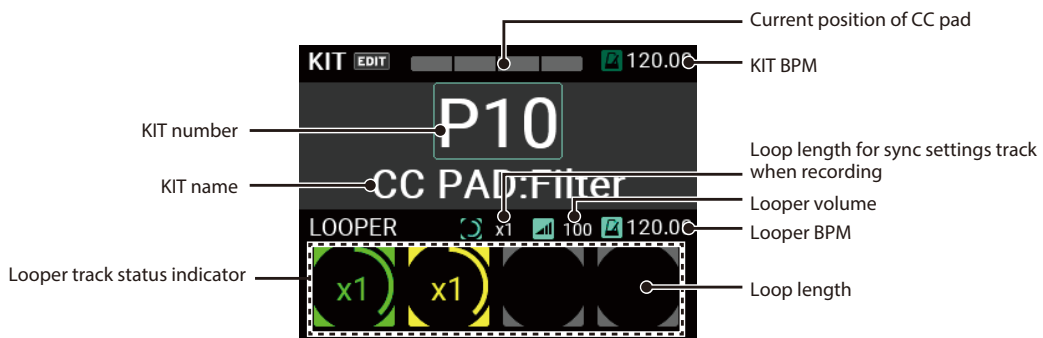 Current position of CC pad
KIT EDIT 120.00
KIT BPM
P10
KIT number
Loop length for sync settings track
when recording
CC PAD:Filter
KIT name
Looper volume
LOOPER x1 100 120.00
Looper BPM
Looper track status indicator
x1 x1
Loop length